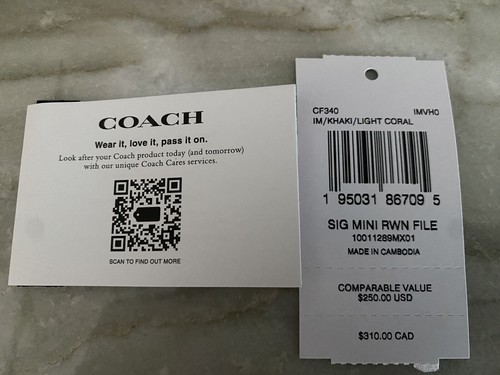 COACH
Wear it, love it, pass it on.
Look after your Coach product today (and tomorrow)
with our unique Coach Cares services.
SCAN TO FIND OUT MORE
CF340 IMVH0
IM/KHAKI/LIGHT CORAL
1 95031 86709 5
SIG MINI RWN FILE
10011289MX01
MADE IN CAMBODIA
COMPARABLE VALUE
$250.00 USD
$310.00 CAD